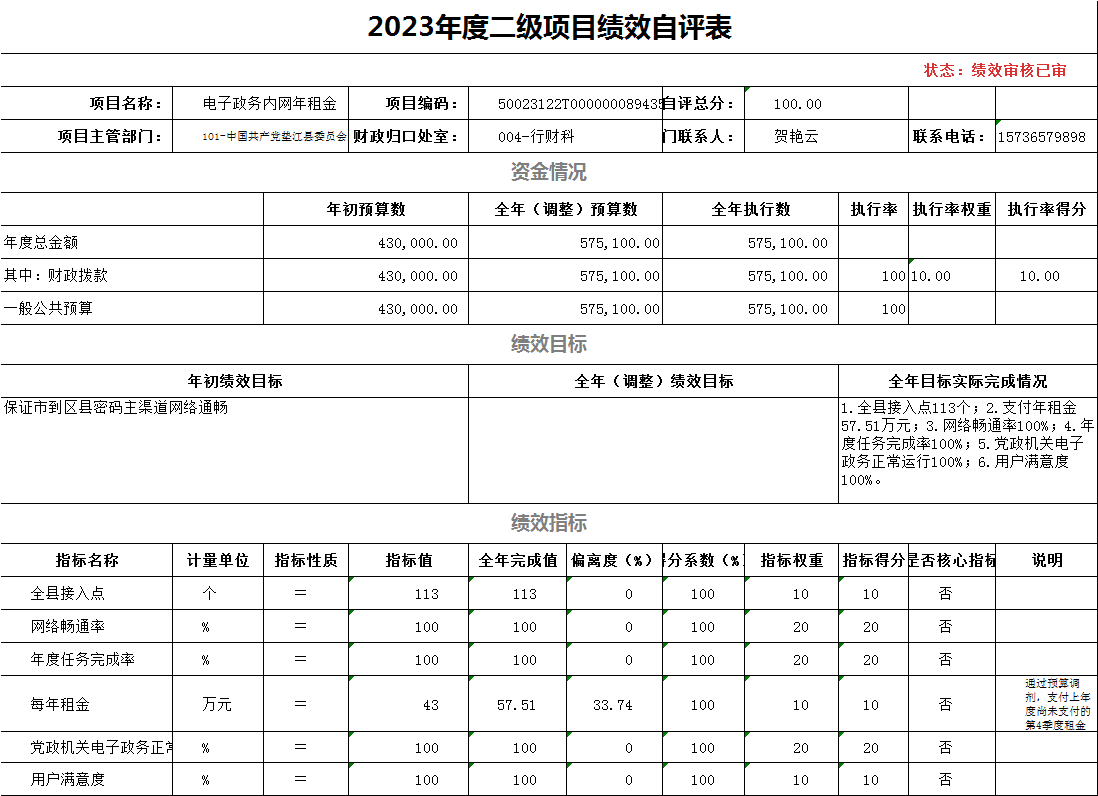 2023年度二级项目绩效自评表
状态：绩效审核已审
项目名称： 电子政务内网年租金 项目编码： 50023122T000000089435 自评总分： 100.00
项目主管部门： 101-中国共产党垫江县委员会 财政归口处室： 004-行财科 门联系人： 贺艳云 联系电话： 15736579898
资金情况
年初预算数 全年（调整）预算数 全年执行数 执行率 执行率权重 执行率得分
年度总金额 430,000.00 575,100.00 575,100.00
其中：财政拨款 430,000.00 575,100.00 575,100.00 100 10.00 10.00
一般公共预算 430,000.00 575,100.00 575,100.00 100
绩效目标
年初绩效目标 全年（调整）绩效目标 全年目标实际完成情况
保证市到区县密码主渠道网络通畅
1.全县接入点113个；2.支付年租金
57.51万元；3.网络畅通率100%；4.年
度任务完成率100%；5.党政机关电子
政务正常运行100%；6.用户满意度
100%。
绩效指标
指标名称 计量单位 指标性质 指标值 全年完成值 偏离度（%） 分系数（% 指标权重 指标得分 是否核心指标 说明
全县接入点 个 ＝ 113 113 0 100 10 10 否
网络畅通率 % ＝ 100 100 0 100 20 20 否
年度任务完成率 % ＝ 100 100 0 100 20 20 否
每年租金 万元 ＝ 43 57.51 33.74 100 10 10 否
通过预算调
剂，支付上年
度尚未支付的
第4季度租金
党政机关电子政务正常 % ＝ 100 100 0 100 20 20 否
用户满意度 % ＝ 100 100 0 100 10 10 否